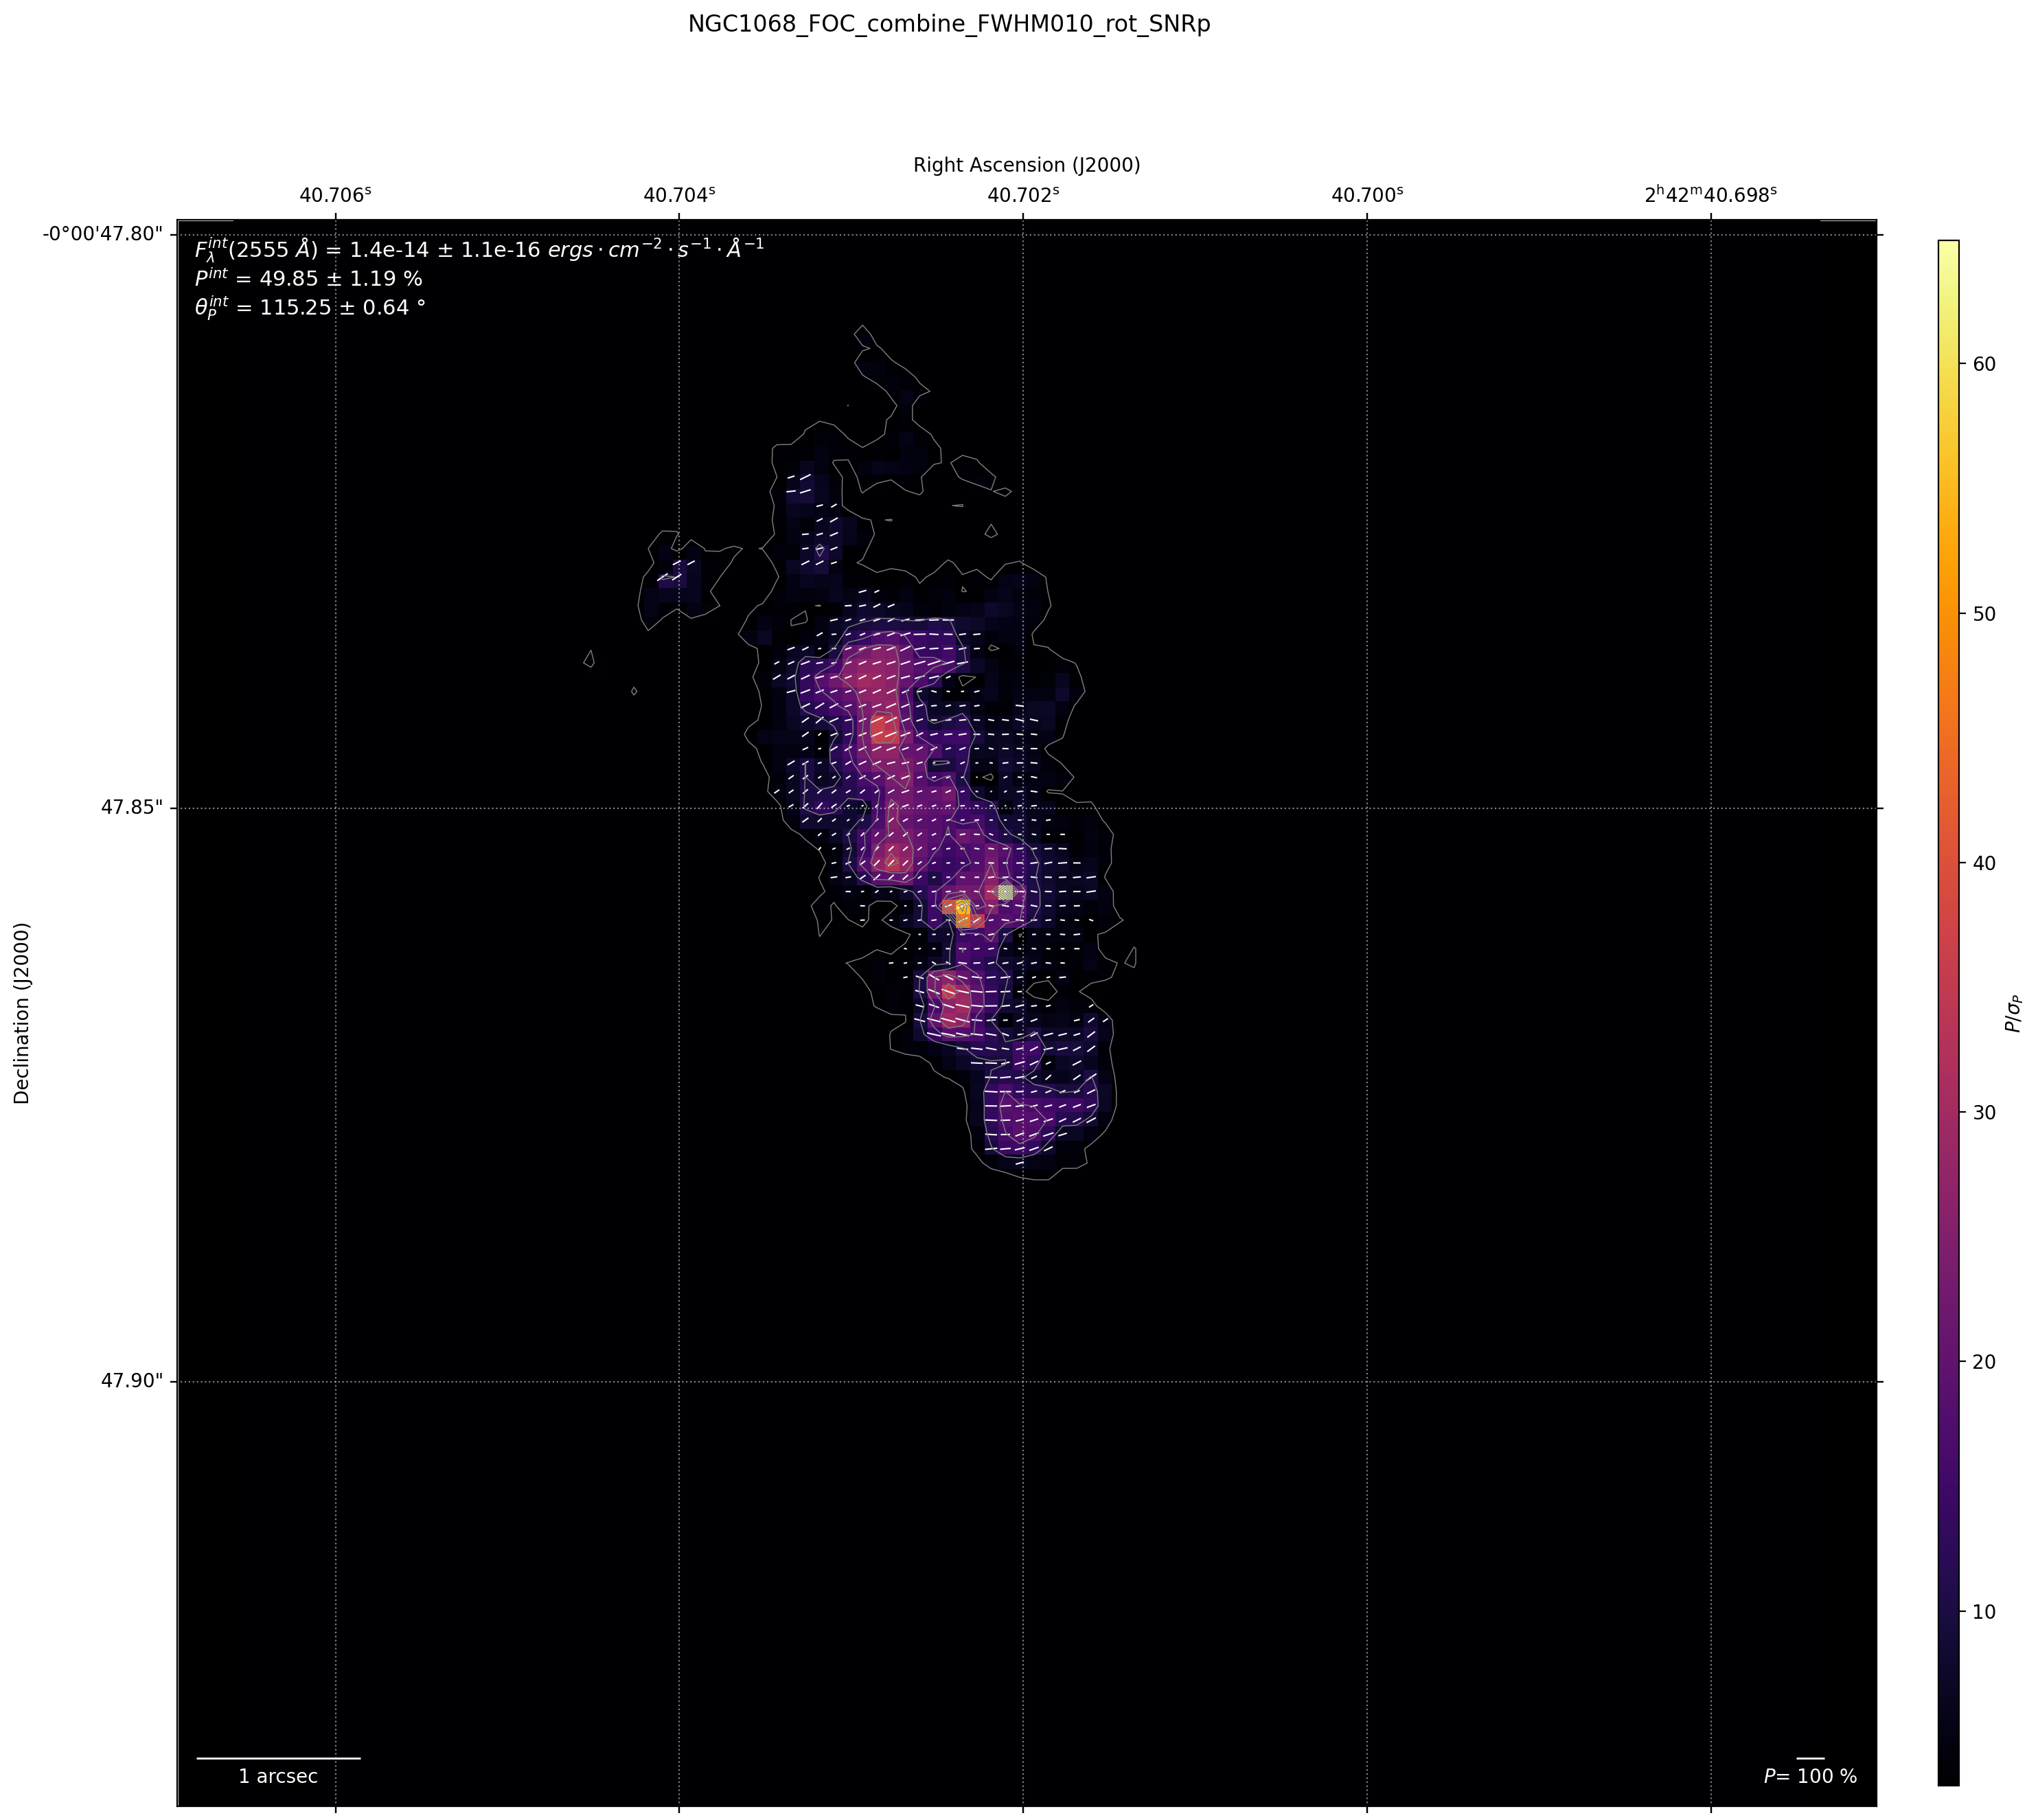 NGC1068_FOC_combine_FWHM010_rot_SNRp
Right Ascension (J2000)
40.706ˢ 40.704ˢ 40.702ˢ 40.700ˢ 2ʰ42ᵐ40.698ˢ
-0°00'47.80"
47.85"
47.90"
Declination (J2000)
F_λ^int(2555 Å) = 1.4e-14 ± 1.1e-16 ergs · cm⁻² · s⁻¹ · Å⁻¹
P^int = 49.85 ± 1.19 %
θ_P^int = 115.25 ± 0.64 °
1 arcsec
P= 100 %
60
50
40
30
20
10
P/σ_P